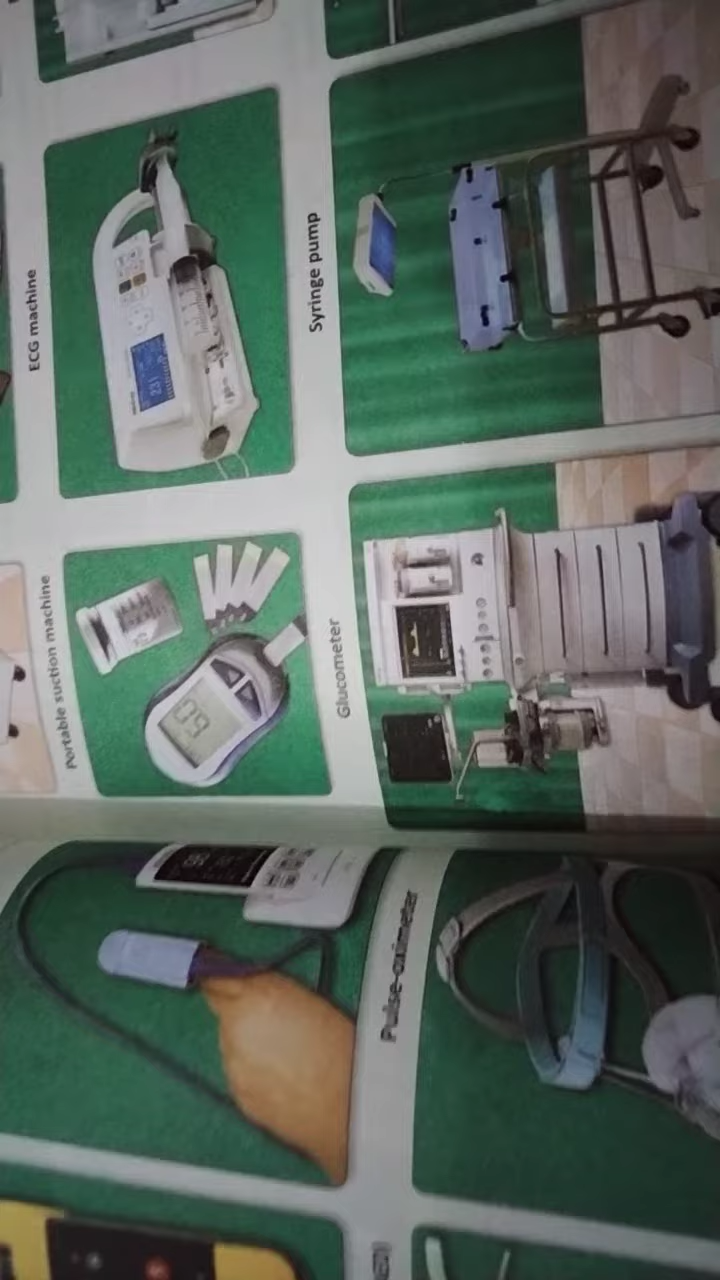 Pulse-oximeter
Portable suction machine
ECG machine
Glucometer
Syringe pump